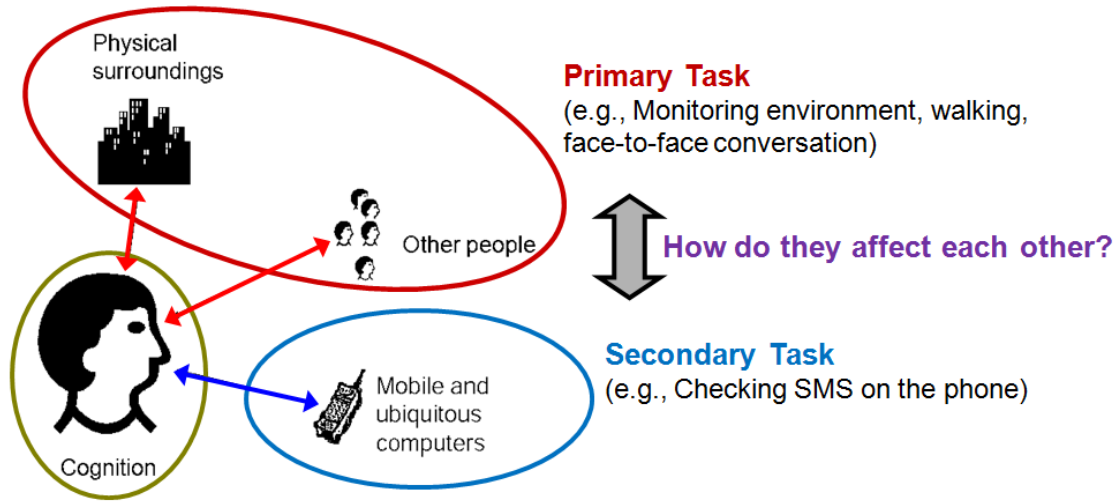 Physical
surroundings
Primary Task
(e.g., Monitoring environment, walking,
face-to-face conversation)
Other people
How do they affect each other?
Secondary Task
(e.g., Checking SMS on the phone)
Mobile and
ubiquitous
computers
Cognition